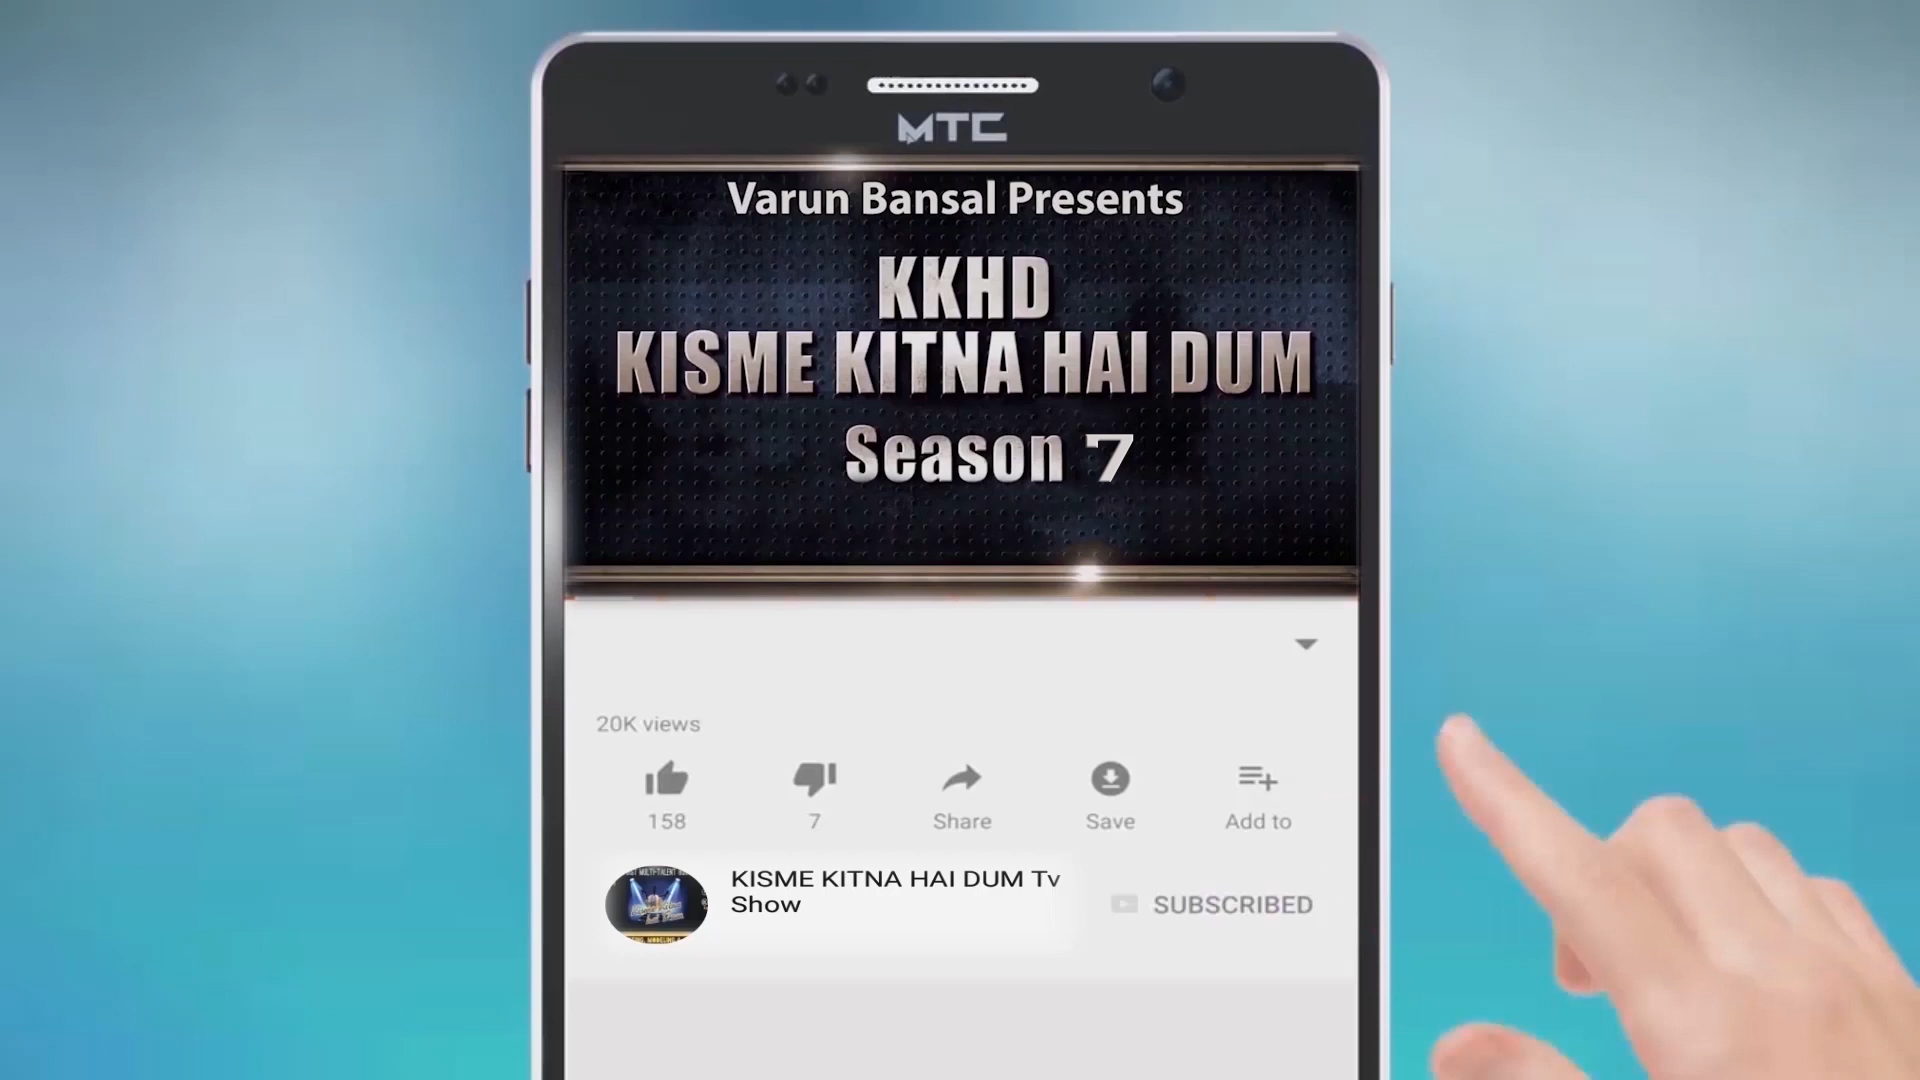 MTC
Varun Bansal Presents
KKHD
KISME KITNA HAI DUM
Season 7
20K views
158
7
Share
Save
Add to
KISME KITNA HAI DUM Tv
Show
SUBSCRIBED